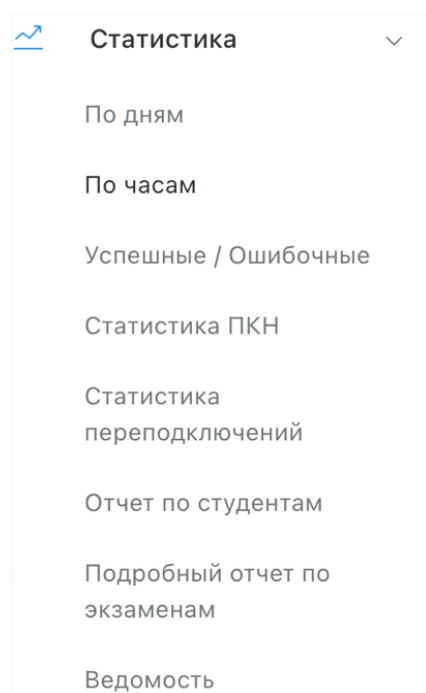 Статистика
По дням
По часам
Успешные / Ошибочные
Статистика ПКН
Статистика
переподключений
Отчет по студентам
Подробный отчет по
экзаменам
Ведомость